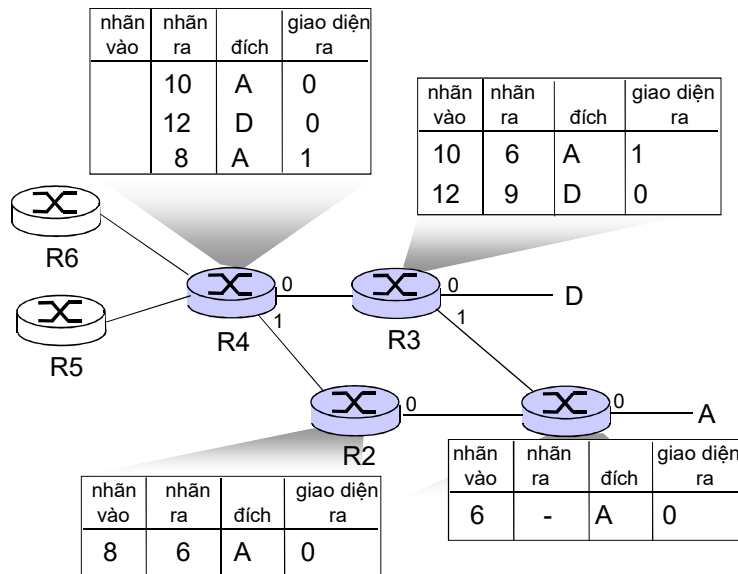 nhãn vào nhãn ra đích giao diện ra
10 A 0
12 D 0
8 A 1
nhãn vào nhãn ra đích giao diện ra
10 6 A 1
12 9 D 0
R6
R5
R4
0
1
R3
0
1
D
R2
0
0
A
nhãn vào nhãn ra đích giao diện ra
6 - A 0
nhãn vào nhãn ra đích giao diện ra
8 6 A 0